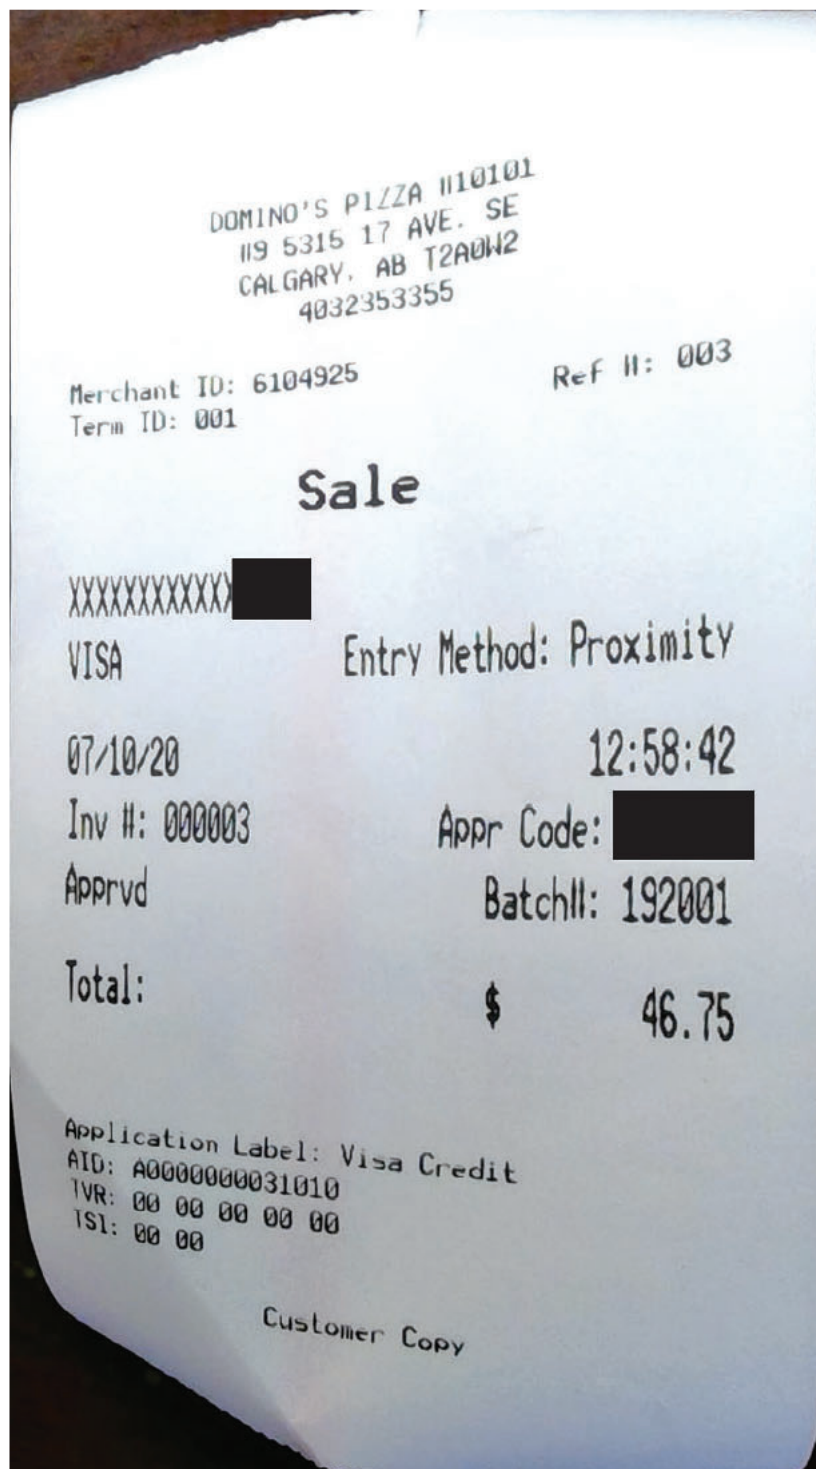 DOMINO'S PIZZA #10101
#9 5315 17 AVE. SE
CALGARY, AB T2A0W2
4032353355
Merchant ID: 6104925 Ref #: 003
Term ID: 001
Sale
XXXXXXXXXXXX
VISA Entry Method: Proximity
07/10/20 12:58:42
Inv #: 000003 Appr Code:
Apprvd Batch#: 192001
Total: $ 46.75
Application Label: Visa Credit
AID: A0000000031010
TVR: 00 00 00 00 00
TSI: 00 00
Customer Copy